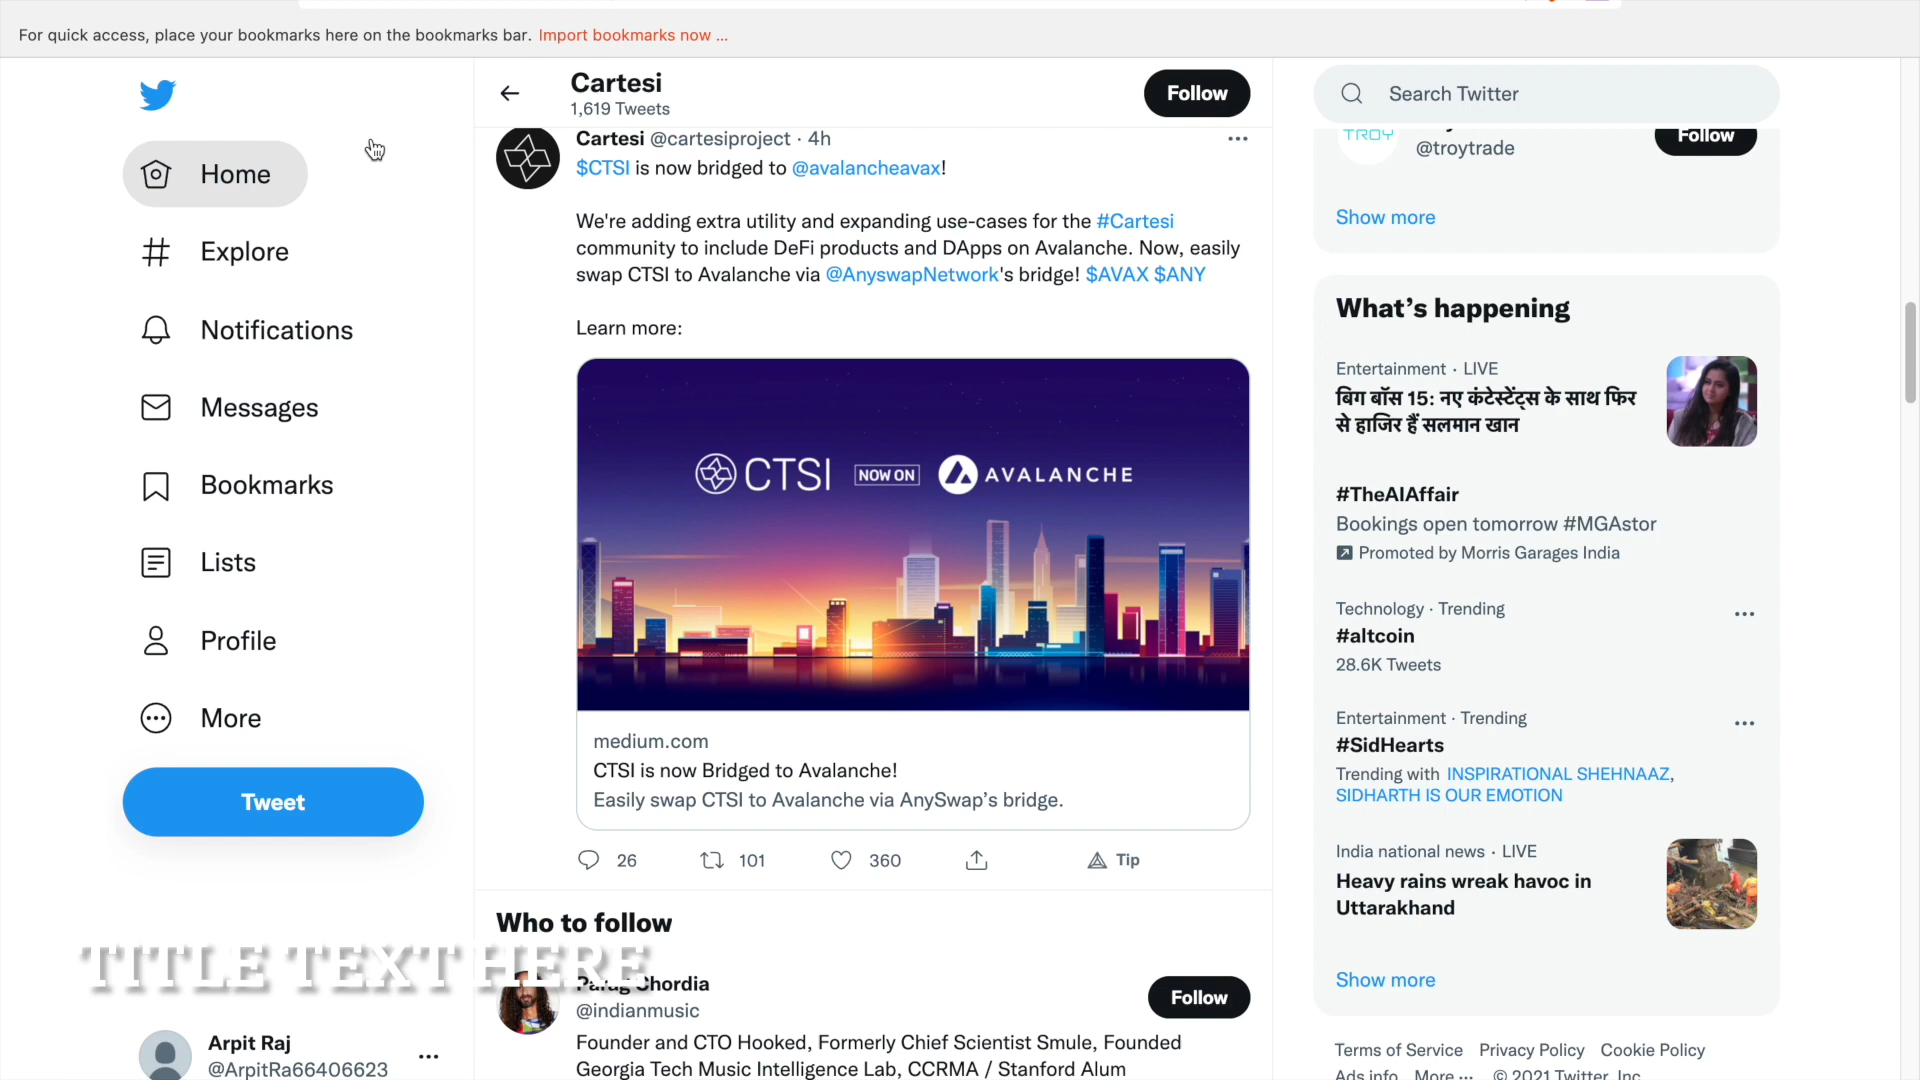 For quick access, place your bookmarks here on the bookmarks bar. Import bookmarks now ...
Home
Explore
Notifications
Messages
Bookmarks
Lists
Profile
More
Tweet
TITLE TEXT HERE
Arpit Raj
@ArpitRa66406623
Cartesi
1,619 Tweets
Follow
Cartesi @cartesiproject · 4h
$CTSI is now bridged to @avalancheavax!
We're adding extra utility and expanding use-cases for the #Cartesi
community to include DeFi products and DApps on Avalanche. Now, easily
swap CTSI to Avalanche via @AnyswapNetwork's bridge! $AVAX $ANY
Learn more:
CTSI NOW ON AVALANCHE
medium.com
CTSI is now Bridged to Avalanche!
Easily swap CTSI to Avalanche via AnySwap’s bridge.
26 101 360 Tip
Who to follow
Parag Chordia
@indianmusic
Follow
Founder and CTO Hooked, Formerly Chief Scientist Smule, Founded
Georgia Tech Music Intelligence Lab, CCRMA / Stanford Alum
Search Twitter
TROY
@troytrade
Follow
Show more
What’s happening
Entertainment · LIVE
बिग बॉस 15: नए कंटेस्टेंट्स के साथ फिर
से हाजिर हैं सलमान खान
#TheAIAffair
Bookings open tomorrow #MGAstor
Promoted by Morris Garages India
Technology · Trending
#altcoin
28.6K Tweets
Entertainment · Trending
#SidHearts
Trending with INSPIRATIONAL SHEHNAAZ,
SIDHARTH IS OUR EMOTION
India national news · LIVE
Heavy rains wreak havoc in
Uttarakhand
Show more
Terms of Service Privacy Policy Cookie Policy
Ads info More ... © 2021 Twitter, Inc.